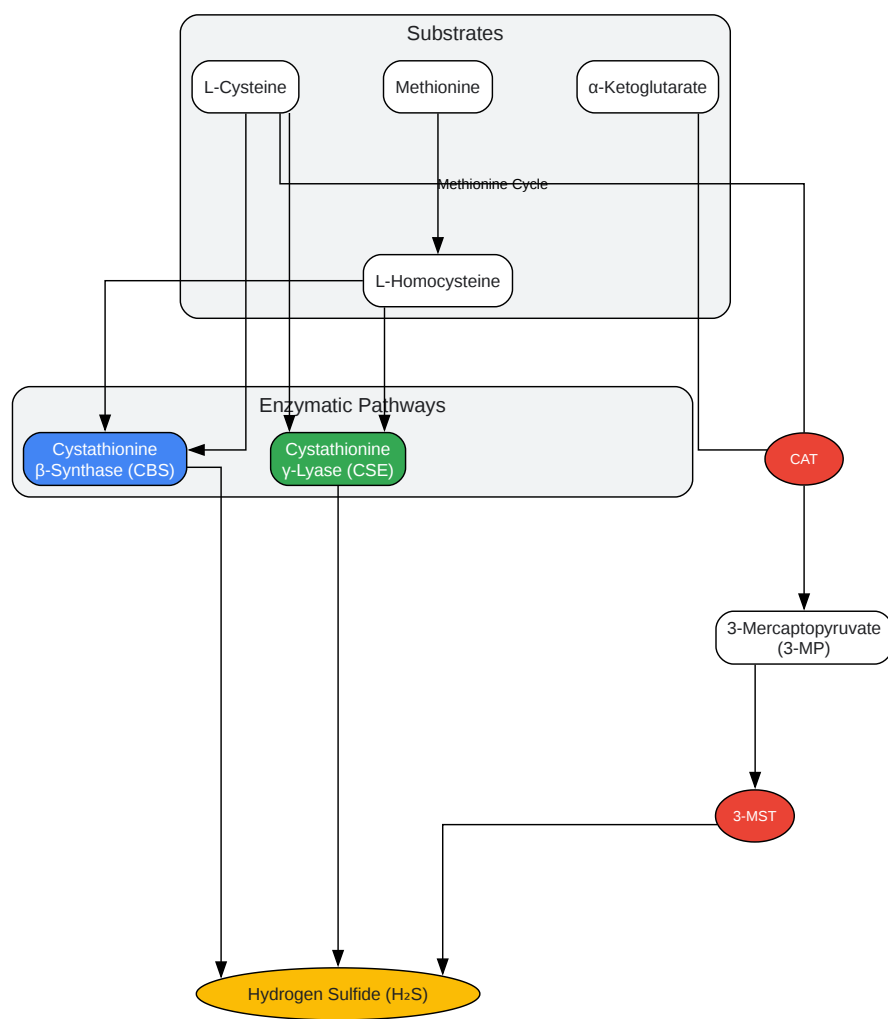 Substrates
L-Cysteine
Methionine
α-Ketoglutarate
Methionine Cycle
L-Homocysteine
Enzymatic Pathways
Cystathionine
β-Synthase (CBS)
Cystathionine
γ-Lyase (CSE)
CAT
3-Mercaptopyruvate
(3-MP)
3-MST
Hydrogen Sulfide (H₂S)